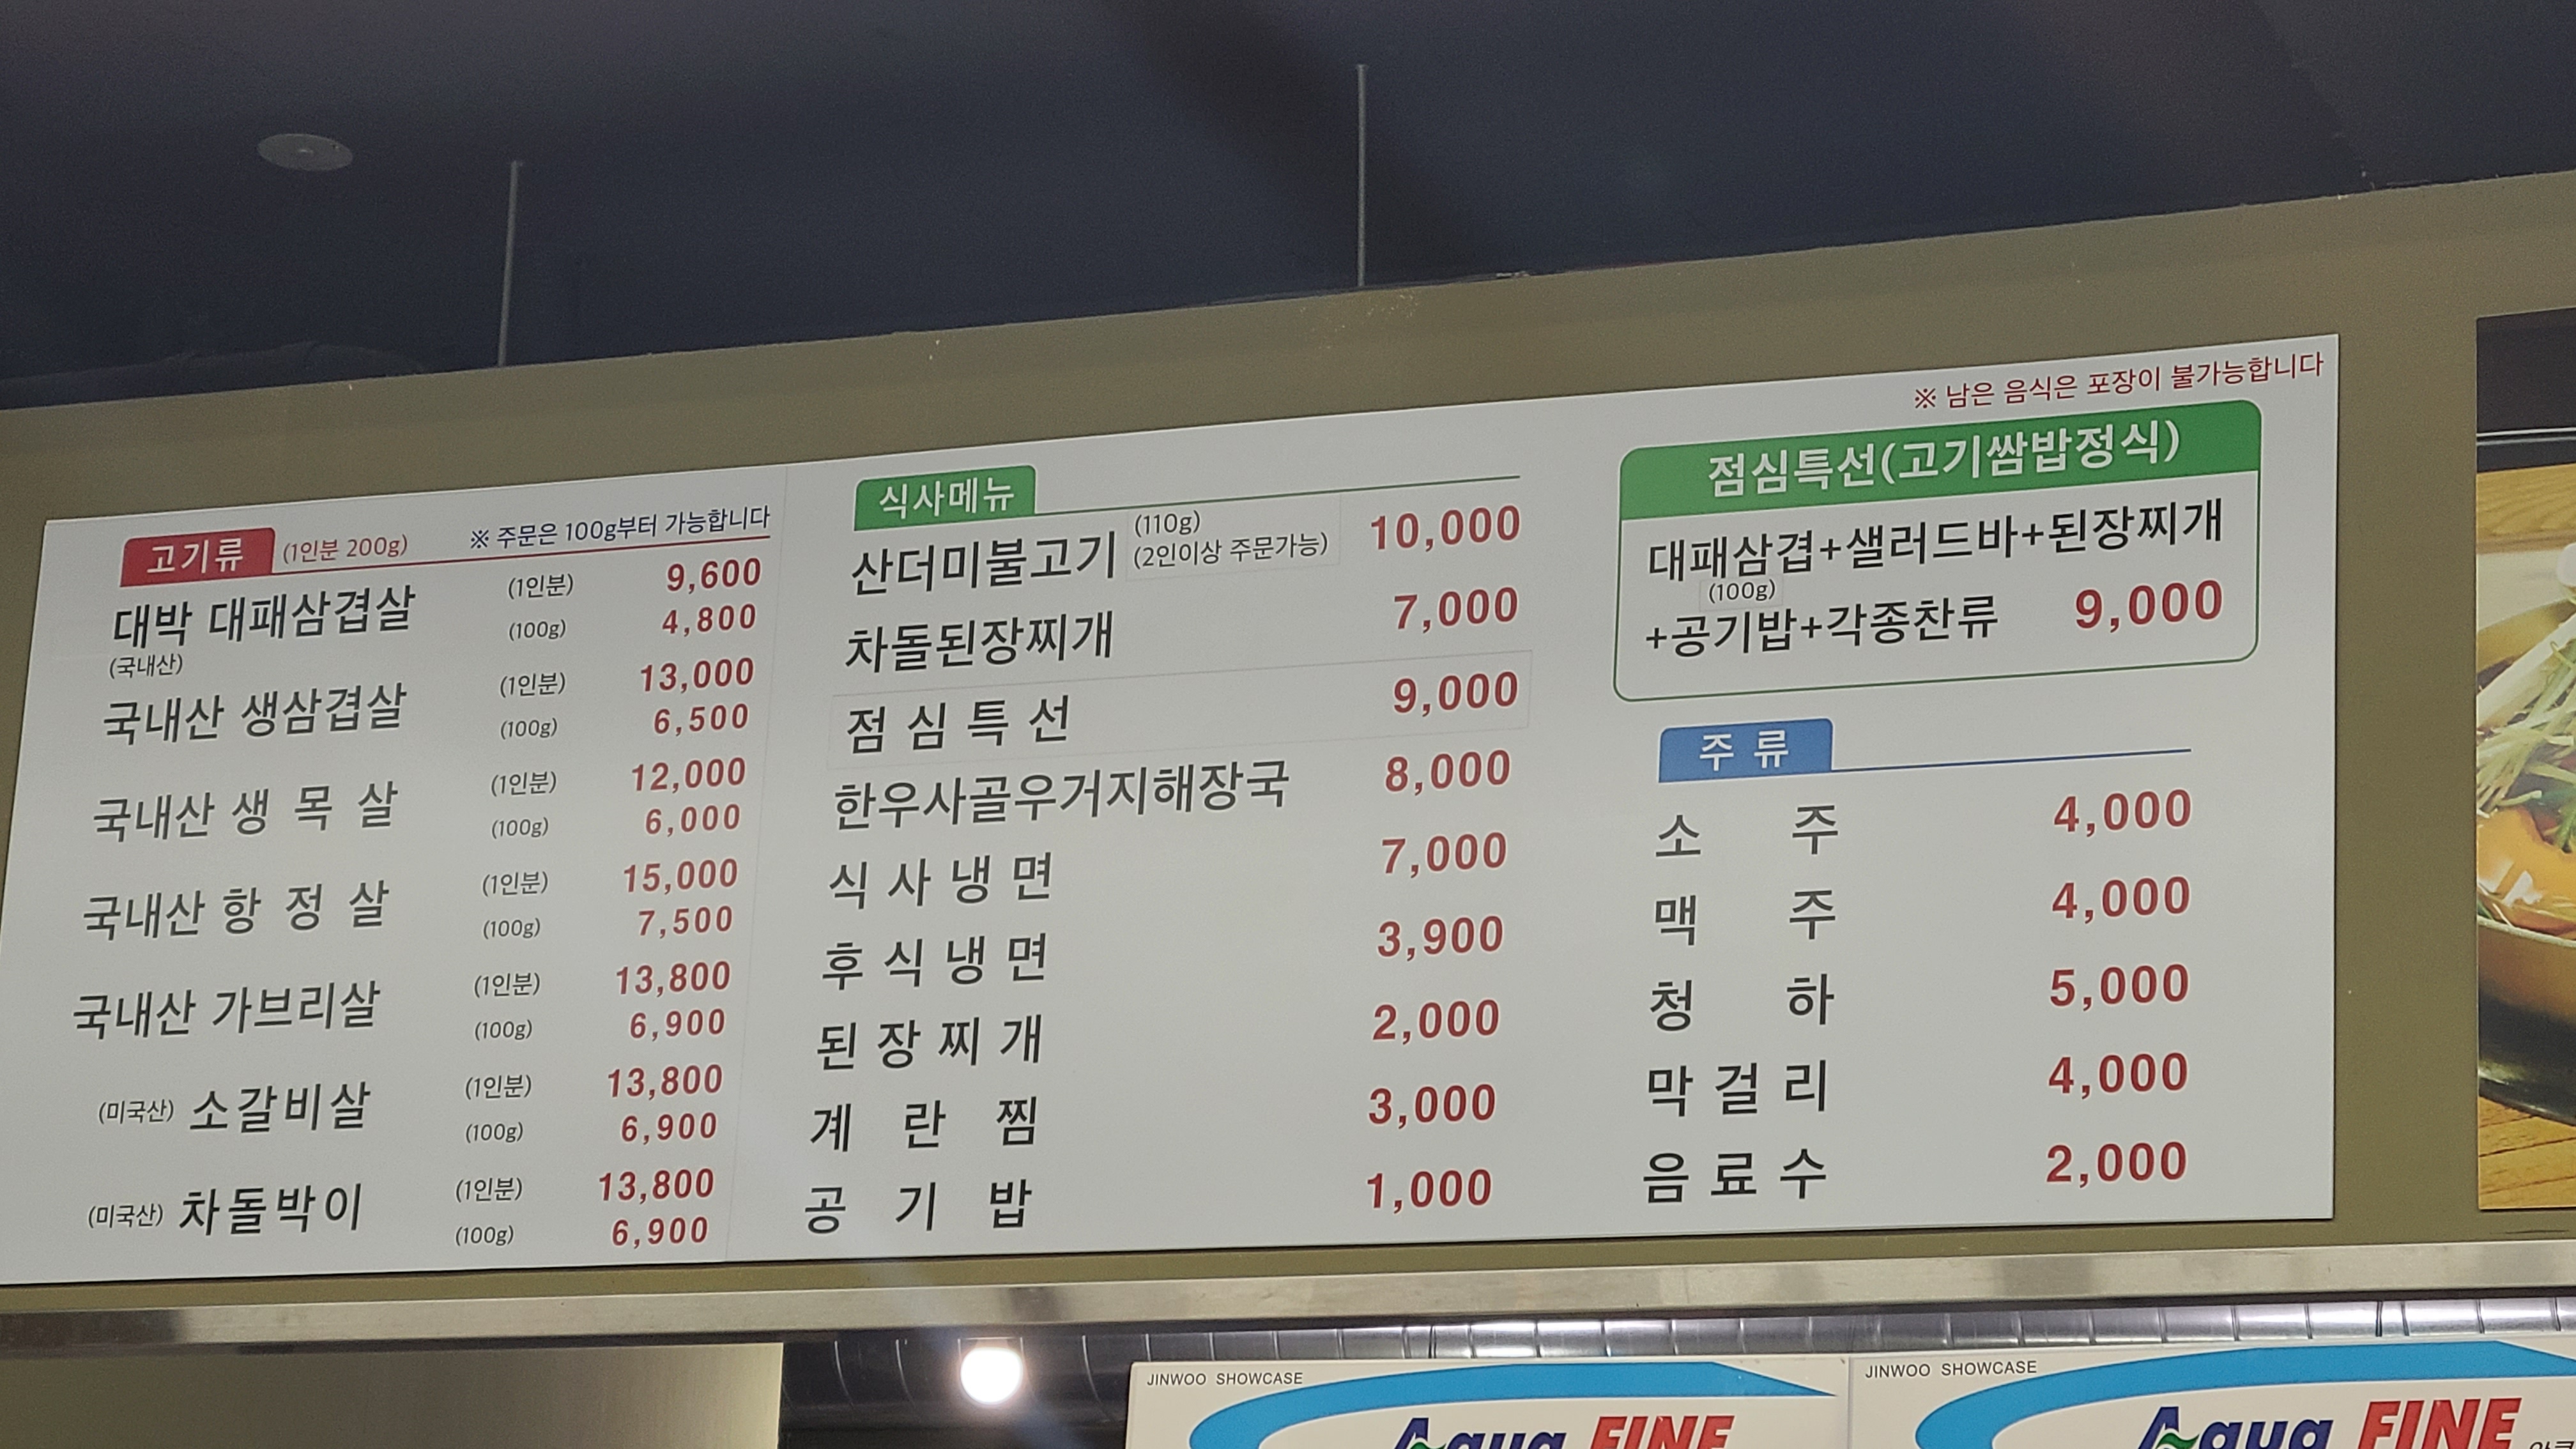 ※ 남은 음식은 포장이 불가능합니다
고기류 (1인분 200g) ※ 주문은 100g부터 가능합니다
대박 대패삼겹살 (1인분) 9,600
(국내산) (100g) 4,800
국내산 생삼겹살 (1인분) 13,000
(100g) 6,500
국내산 생 목 살 (1인분) 12,000
(100g) 6,000
국내산 항 정 살 (1인분) 15,000
(100g) 7,500
국내산 가브리살 (1인분) 13,800
(100g) 6,900
(미국산) 소갈비살 (1인분) 13,800
(100g) 6,900
(미국산) 차돌박이 (1인분) 13,800
(100g) 6,900
식사메뉴
산더미불고기 (110g) (2인이상 주문가능) 10,000
차돌된장찌개 7,000
점 심 특 선 9,000
한우사골우거지해장국 8,000
식 사 냉 면 7,000
후 식 냉 면 3,900
된 장 찌 개 2,000
계 란 찜 3,000
공 기 밥 1,000
점심특선(고기쌈밥정식)
대패삼겹+샐러드바+된장찌개
(100g)
+공기밥+각종찬류 9,000
주 류
소 주 4,000
맥 주 4,000
청 하 5,000
막 걸 리 4,000
음 료 수 2,000
JINWOO SHOWCASE
Aqua FINE
JINWOO SHOWCASE
Aqua FINE